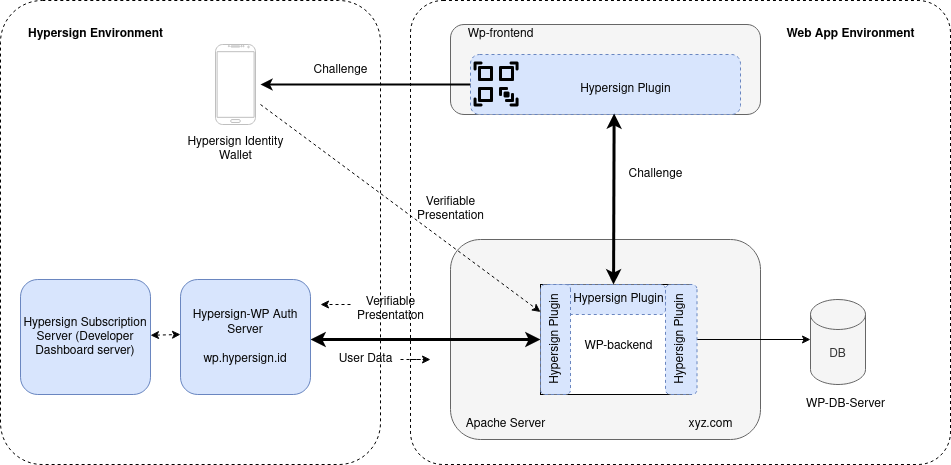 Hypersign Environment
Wp-frontend
Web App Environment
Challenge
Hypersign Plugin
Hypersign Identity
Wallet
Challenge
Verifiable
Presentation
Hypersign Subscription
Server (Developer
Dashboard server)
Hypersign-WP Auth
Server
wp.hypersign.id
Verifiable
Presentation
User Data
Hypersign Plugin
Hypersign Plugin
Hypersign Plugin
WP-backend
DB
WP-DB-Server
Apache Server
xyz.com